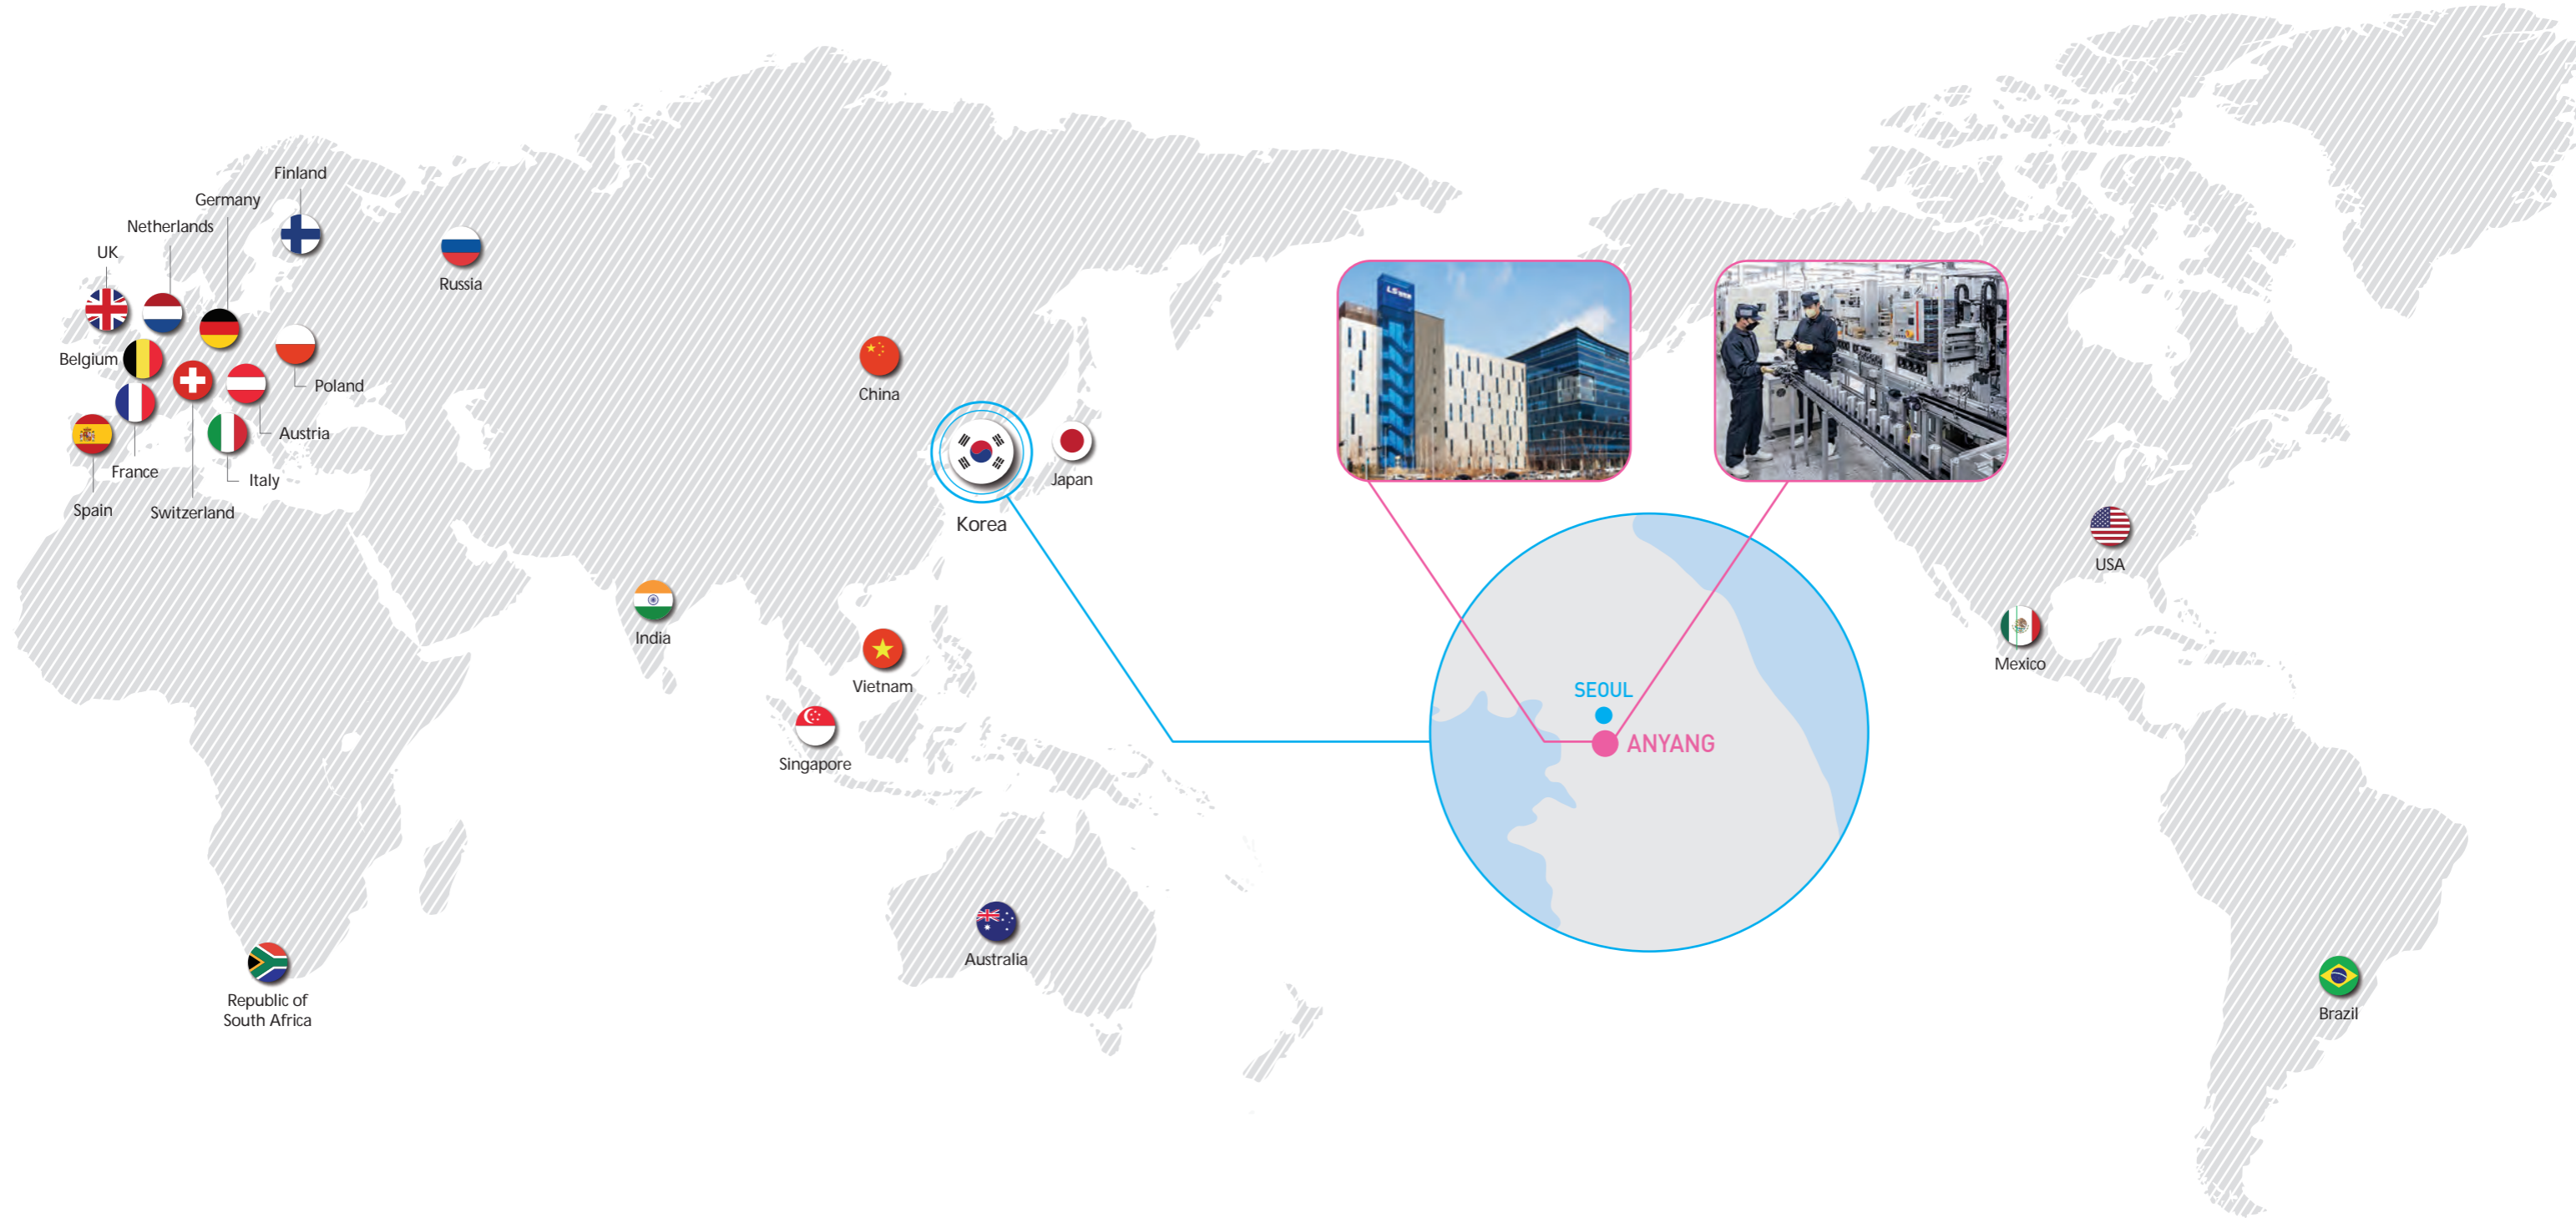 Finland
Germany
Netherlands
UK
Russia
Belgium
Poland
China
Austria
France
Italy
Japan
Spain
Switzerland
Korea
USA
India
Mexico
Vietnam
SEOUL
ANYANG
Singapore
Australia
Republic of
South Africa
Brazil
LS